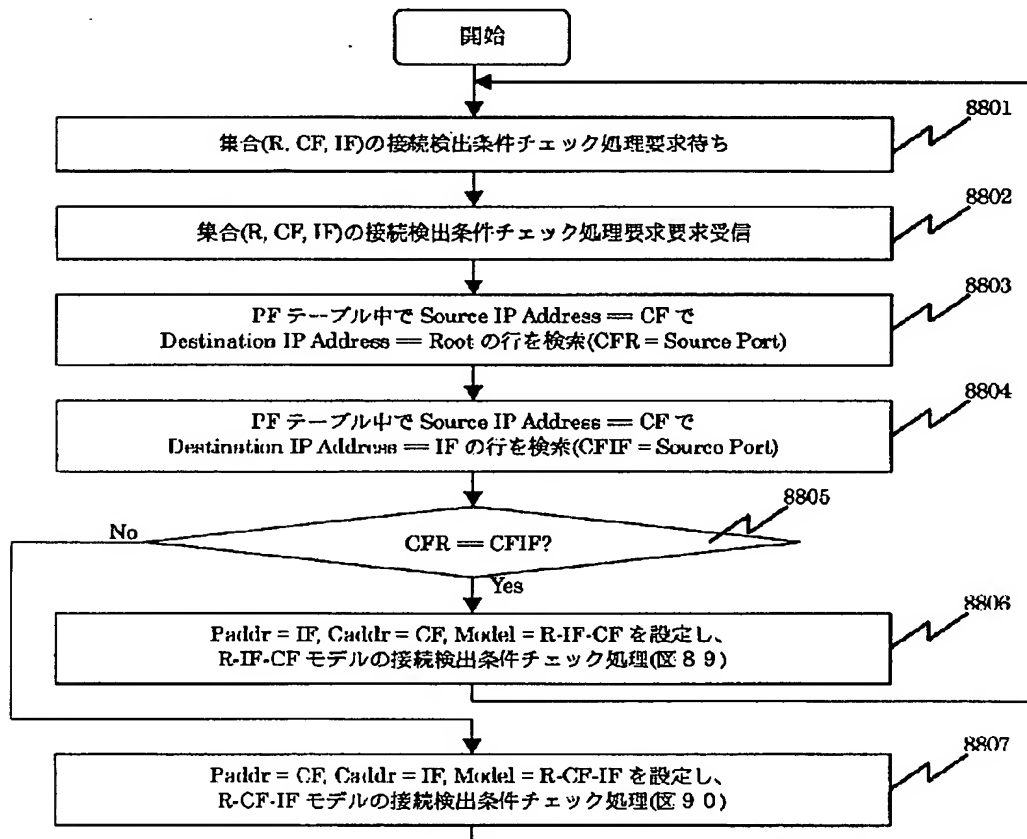 開始
8801
集合(R. CF, IF)の接続検出条件チェック処理要求待ち
8802
集合(R, CF, IF)の接続検出条件チェック処理要求要求受信
8803
PF テーブル中で Source IP Address == CF で
Destination IP Address == Root の行を検索(CFR = Source Port)
8804
PF テーブル中で Source IP Address == CF で
Destination IP Address == IF の行を検索(CFIF = Source Port)
8805
No
CFR == CFIF?
Yes
8806
Paddr = IF, Caddr = CF, Model = R-IF-CF を設定し、
R-IF-CF モデルの接続検出条件チェック処理(図８９)
8807
Paddr = CF, Caddr = IF, Model = R-CF-IF を設定し、
R-CF-IF モデルの接続検出条件チェック処理(図９０)